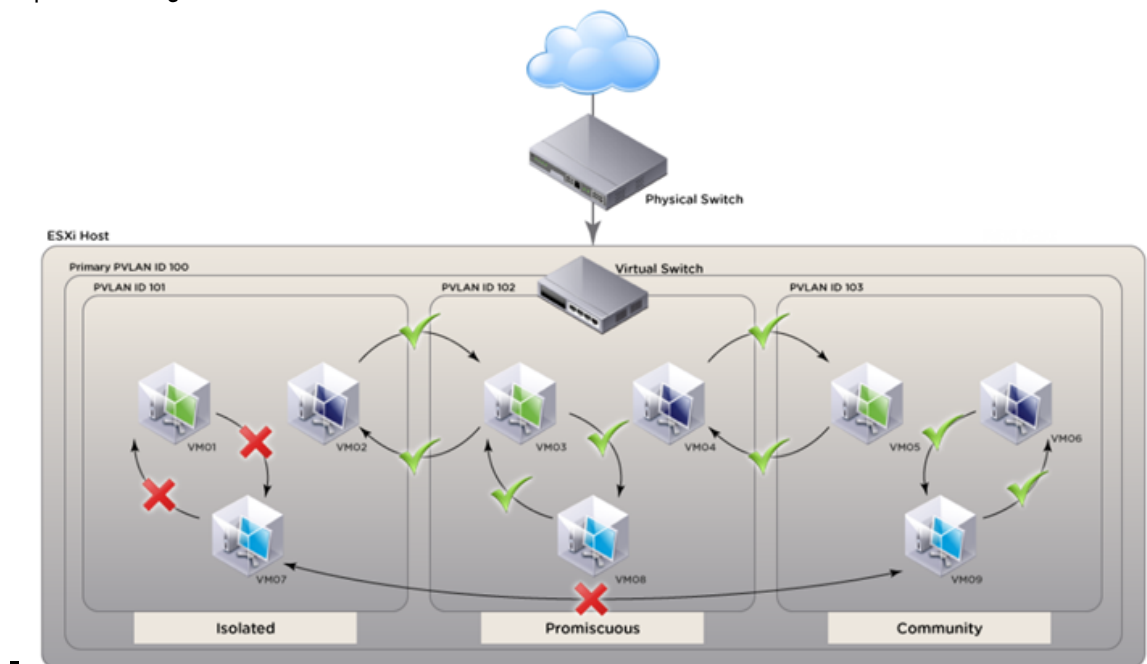 Physical Switch
ESXi Host
Primary PVLAN ID 100
Virtual Switch
PVLAN ID 101
PVLAN ID 102
PVLAN ID 103
VM01
VM02
VM03
VM04
VM05
VM06
VM07
VM08
VM09
Isolated
Promiscuous
Community